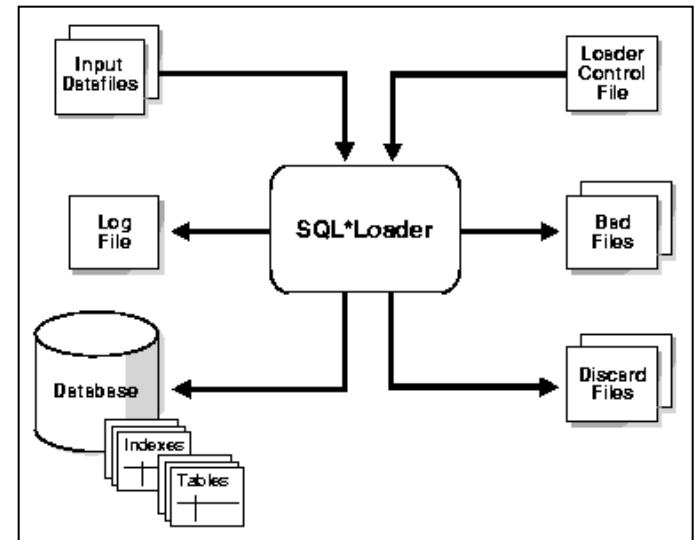 Input
Datafiles
Loader
Control
File
Log
File
SQL*Loader
Bad
Files
Database
Indexes
Tables
Discard
Files